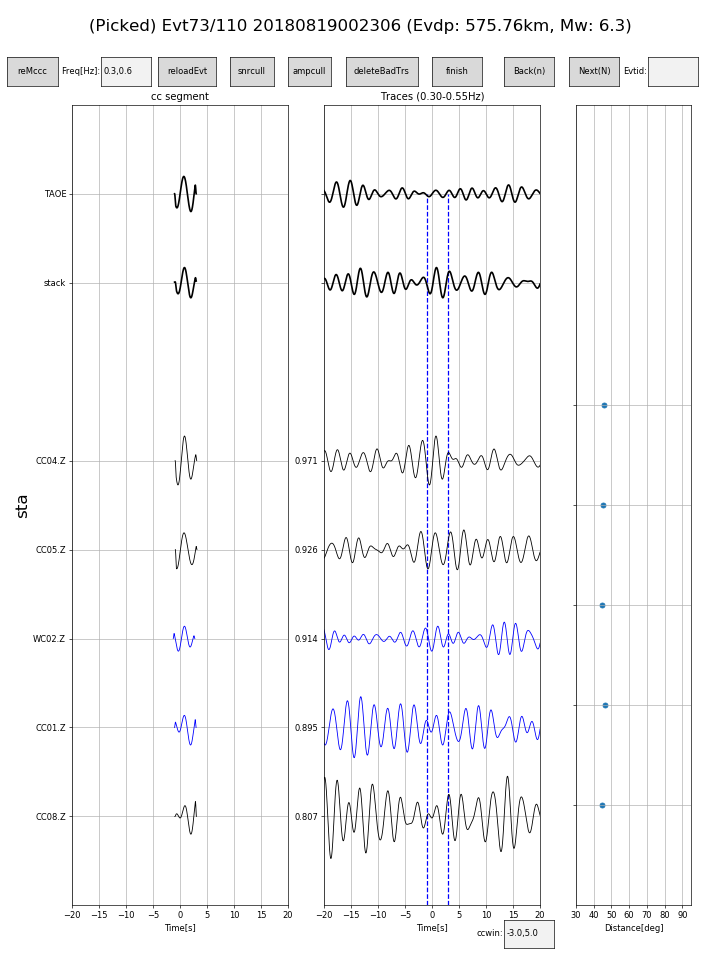 (Picked) Evt73/110 20180819002306 (Evdp: 575.76km, Mw: 6.3)
reMccc Freq[Hz]: 0.3,0.6 reloadEvt snrcull ampcull deleteBadTrs finish Back(n) Next(N) Evtid:
cc segment Traces (0.30-0.55Hz)
TAOE
stack
CC04.Z 0.971
CC05.Z 0.926
WC02.Z 0.914
CC01.Z 0.895
CC08.Z 0.807
sta
−20 −15 −10 −5 0 5 10 15 20 −20 −15 −10 −5 0 5 10 15 20 30 40 50 60 70 80 90
Time[s] Time[s] Distance[deg]
ccwin: -3.0,5.0